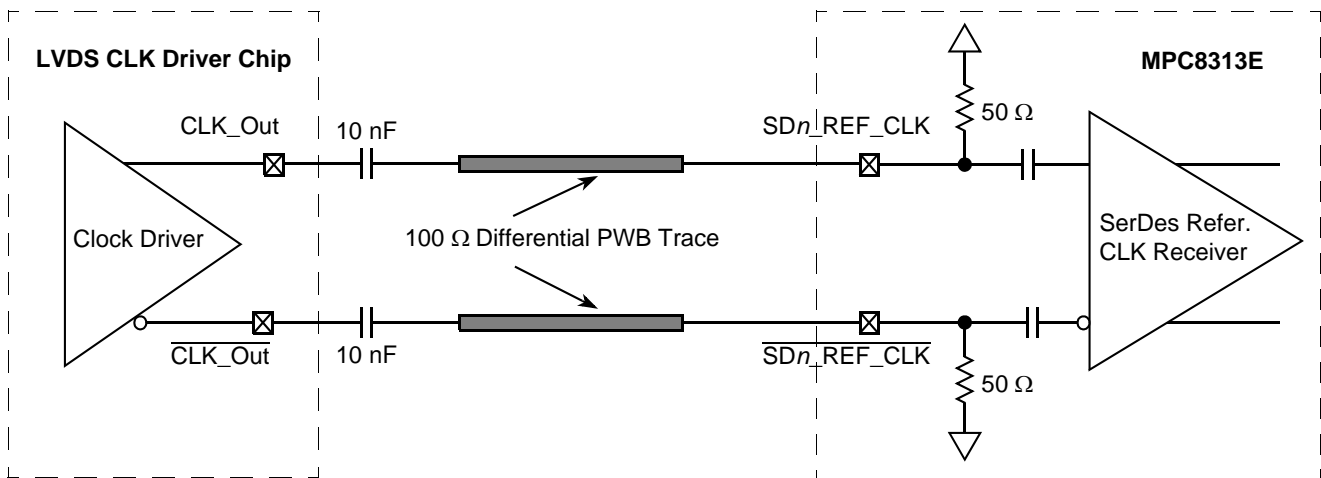 LVDS CLK Driver Chip
MPC8313E
CLK_Out
10 nF
SDn_REF_CLK
50 Ω
Clock Driver
100 Ω Differential PWB Trace
SerDes Refer.
CLK Receiver
CLK_Out
10 nF
SDn_REF_CLK
50 Ω